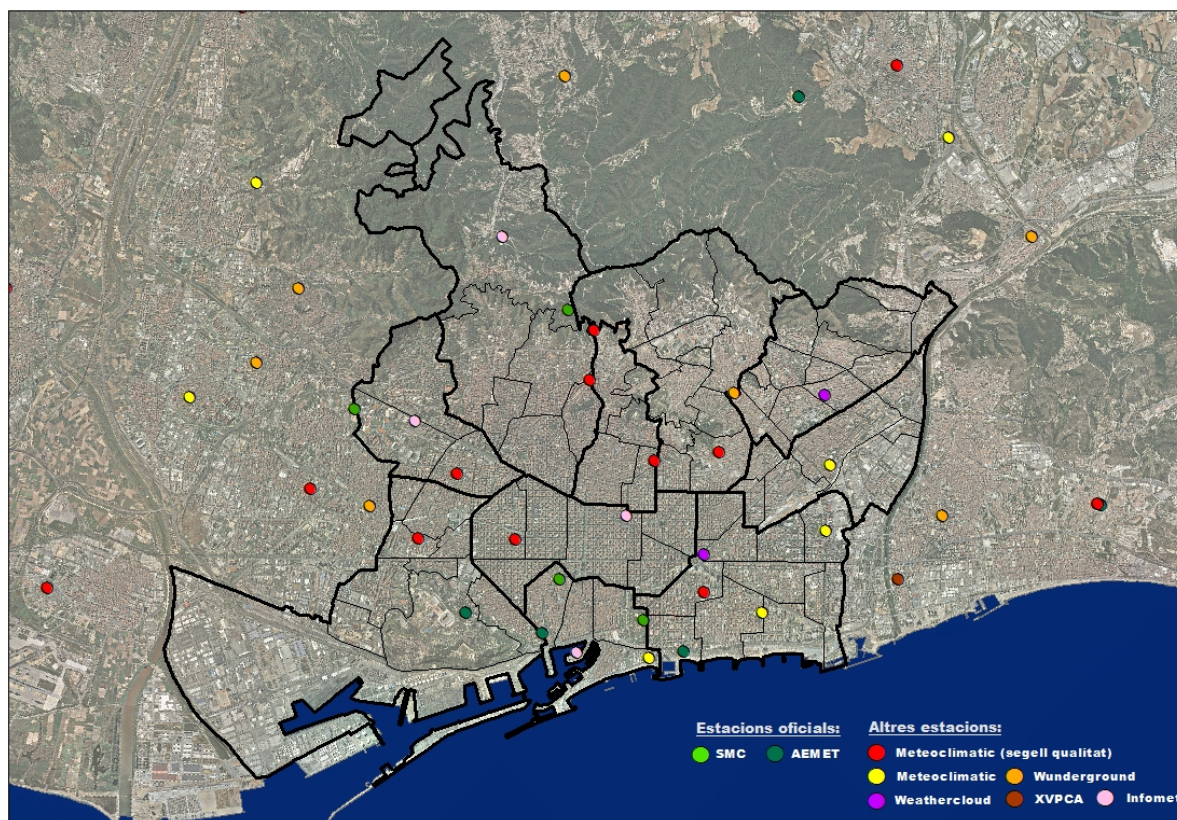 Estacions oficials:
SMC AEMET
Altres estacions:
Meteoclimatic (segell qualitat)
Meteoclimatic Wunderground
Weathercloud XVPCA Infomet